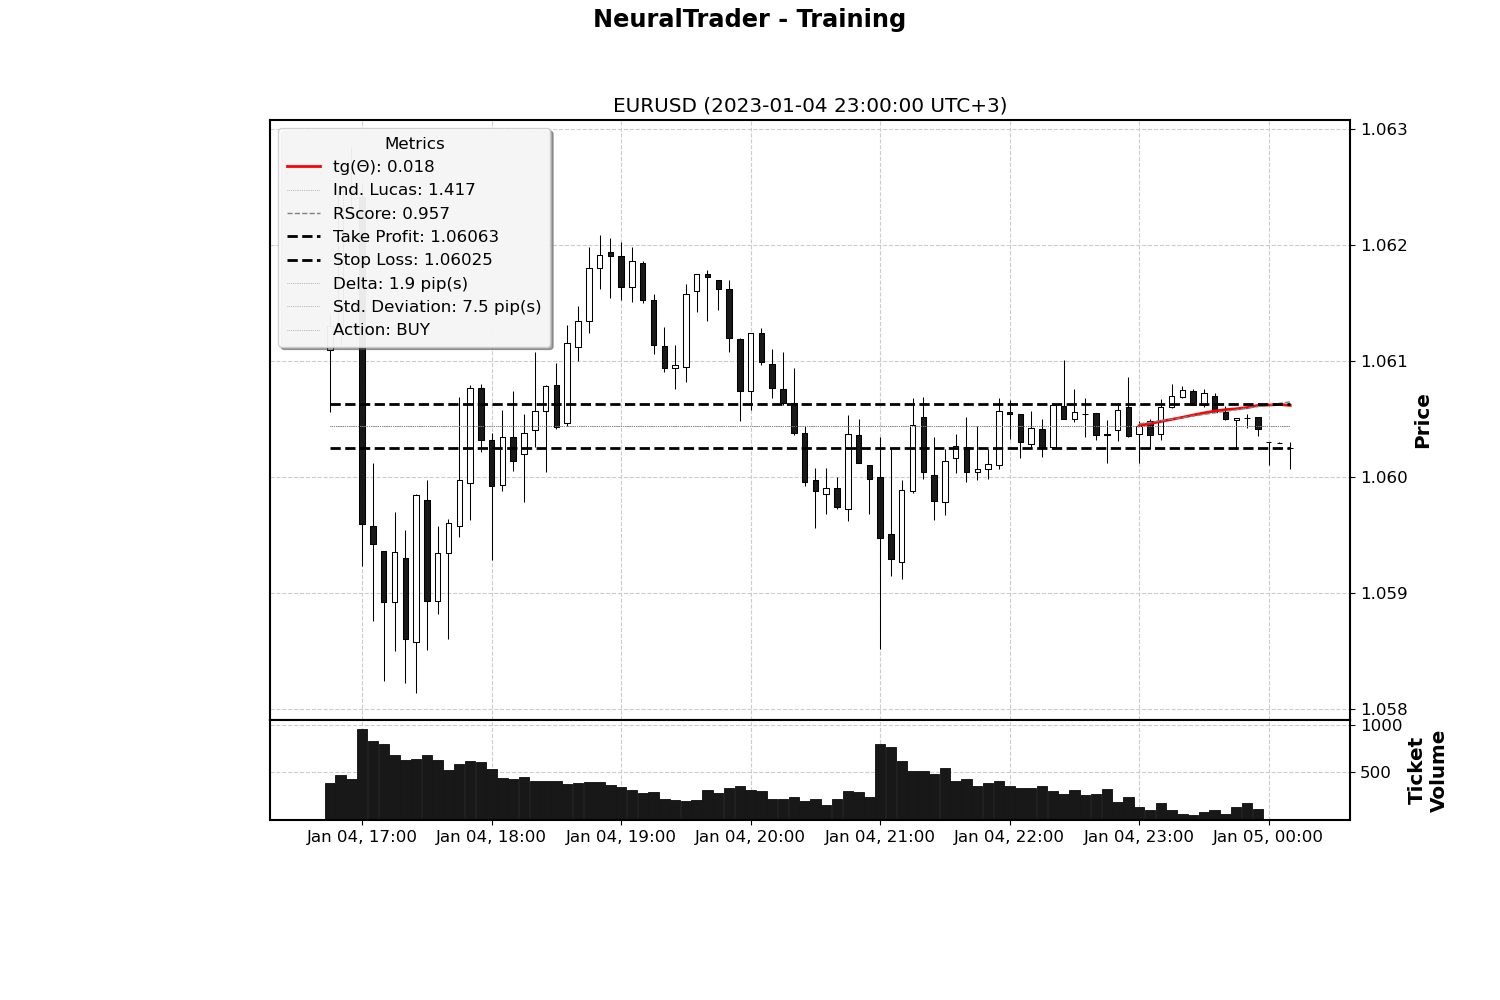 NeuralTrader - Training
EURUSD (2023-01-04 23:00:00 UTC+3)
Metrics
tg(Θ): 0.018
Ind. Lucas: 1.417
RScore: 0.957
Take Profit: 1.06063
Stop Loss: 1.06025
Delta: 1.9 pip(s)
Std. Deviation: 7.5 pip(s)
Action: BUY
1.063
1.062
1.061
1.060
1.059
1.058
Price
1000
500
Ticket
Volume
Jan 04, 17:00 Jan 04, 18:00 Jan 04, 19:00 Jan 04, 20:00 Jan 04, 21:00 Jan 04, 22:00 Jan 04, 23:00 Jan 05, 00:00